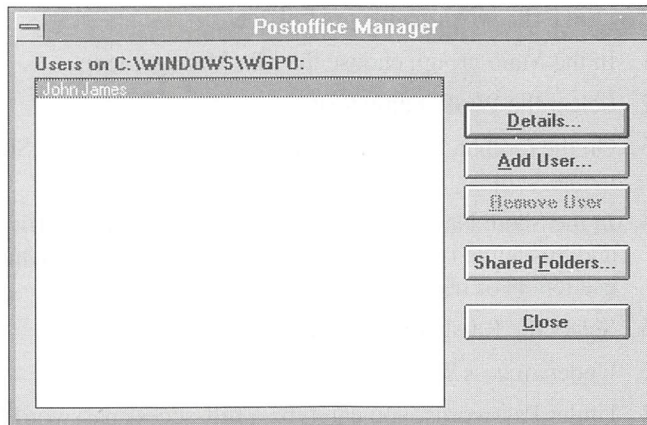 Postoffice Manager
Users on C:\WINDOWS\WGPO:
John James
Details...
Add User...
Remove User
Shared Folders...
Close